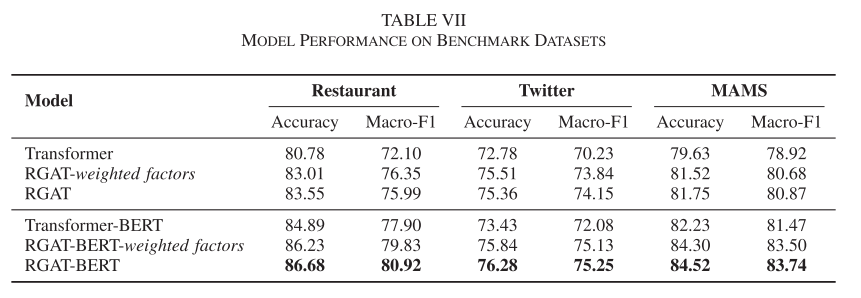 TABLE VII
MODEL PERFORMANCE ON BENCHMARK DATASETS
Model Restaurant Twitter MAMS
Accuracy Macro-F1 Accuracy Macro-F1 Accuracy Macro-F1
Transformer 80.78 72.10 72.78 70.23 79.63 78.92
RGAT-weighted factors 83.01 76.35 75.51 73.84 81.52 80.68
RGAT 83.55 75.99 75.36 74.15 81.75 80.87
Transformer-BERT 84.89 77.90 73.43 72.08 82.23 81.47
RGAT-BERT-weighted factors 86.23 79.83 75.84 75.13 84.30 83.50
RGAT-BERT 86.68 80.92 76.28 75.25 84.52 83.74